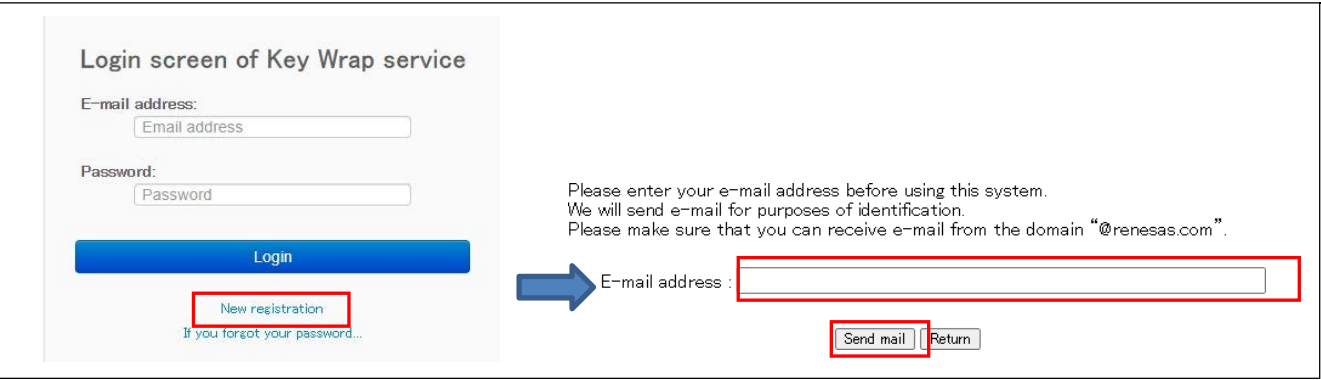 Login screen of Key Wrap service
E-mail address:
Email address
Password:
Password
Login
New registration
If you forgot your password...
Please enter your e-mail address before using this system.
We will send e-mail for purposes of identification.
Please make sure that you can receive e-mail from the domain “@renesas.com”.
E-mail address :
Send mail Return